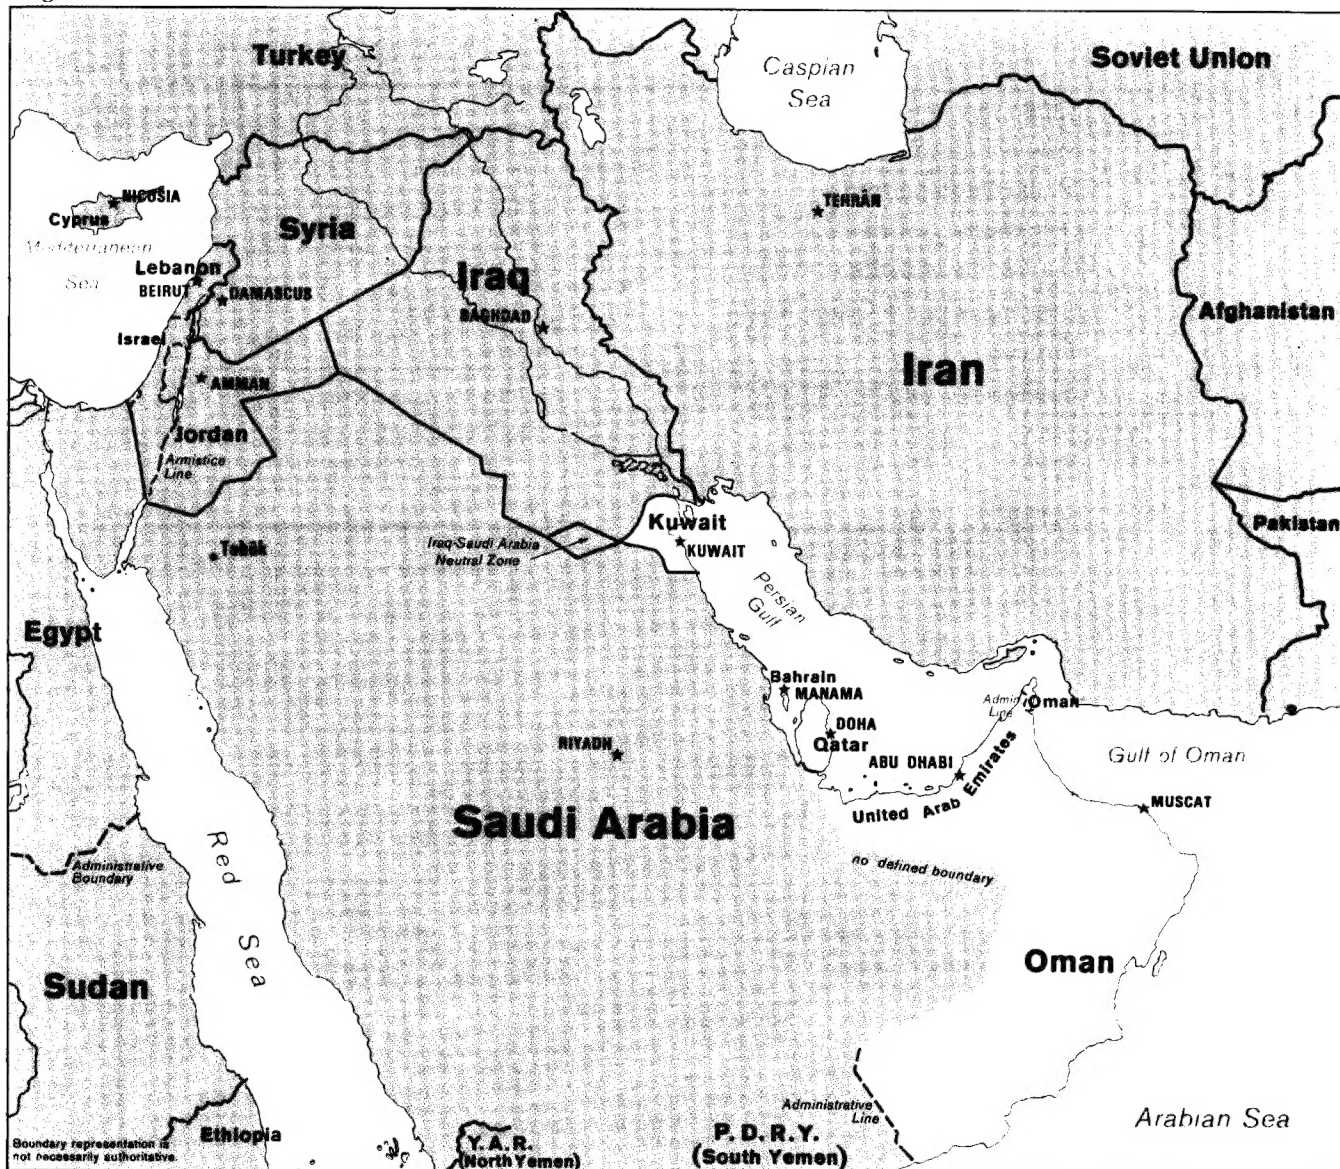 Turkey
Caspian
Sea
Soviet Union
NICOSIA
Cyprus
Mediterranean
Sea
Syria
TEHRĀN
Lebanon
BEIRUT
DAMASCUS
Iraq
BAGHDAD
Afghanistan
Israel
Iran
AMMAN
Jordan
Armistice
Line
Kuwait
KUWAIT
Pakistan
Iraq-Saudi Arabia
Neutral Zone
Tabūk
Persian
Gulf
Egypt
Bahrain
MANAMA
Admin
Line
Oman
DOHA
Qatar
RIYADH
ABU DHABI
United Arab Emirates
Gulf of Oman
MUSCAT
Saudi Arabia
Red Sea
Administrative
Boundary
no defined boundary
Oman
Sudan
Administrative
Line
Arabian Sea
Ethiopia
Boundary representation is
not necessarily authoritative.
Y.A.R.
(North Yemen)
P.D.R.Y.
(South Yemen)